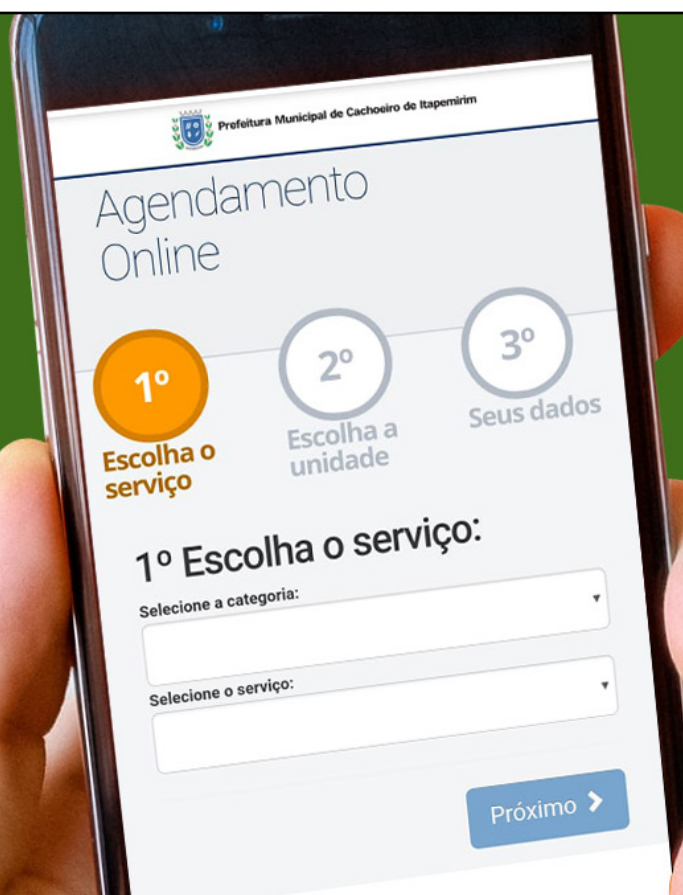 Prefeitura Municipal de Cachoeiro de Itapemirim
Agendamento
Online
1º
2º
3º
Escolha o
serviço
Escolha a
unidade
Seus dados
1º Escolha o serviço:
Selecione a categoria:
Selecione o serviço:
Próximo